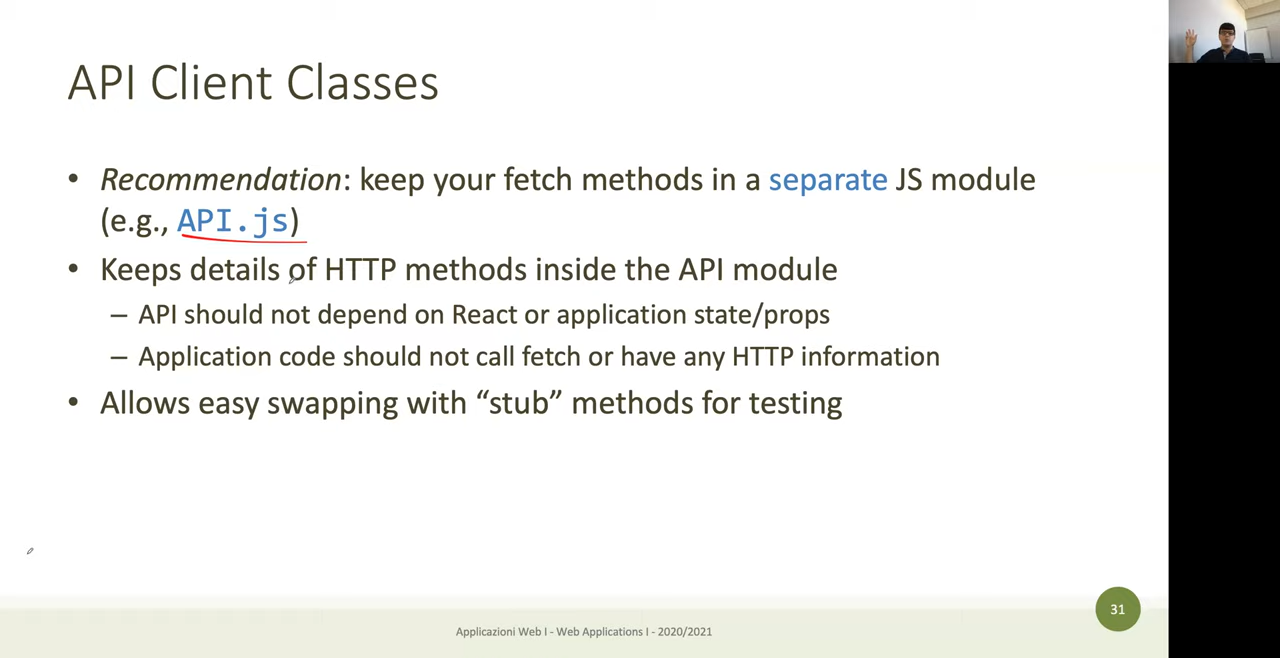 API Client Classes
• Recommendation: keep your fetch methods in a separate JS module
(e.g., API.js)
• Keeps details of HTTP methods inside the API module
– API should not depend on React or application state/props
– Application code should not call fetch or have any HTTP information
• Allows easy swapping with “stub” methods for testing
31
Applicazioni Web I - Web Applications I - 2020/2021